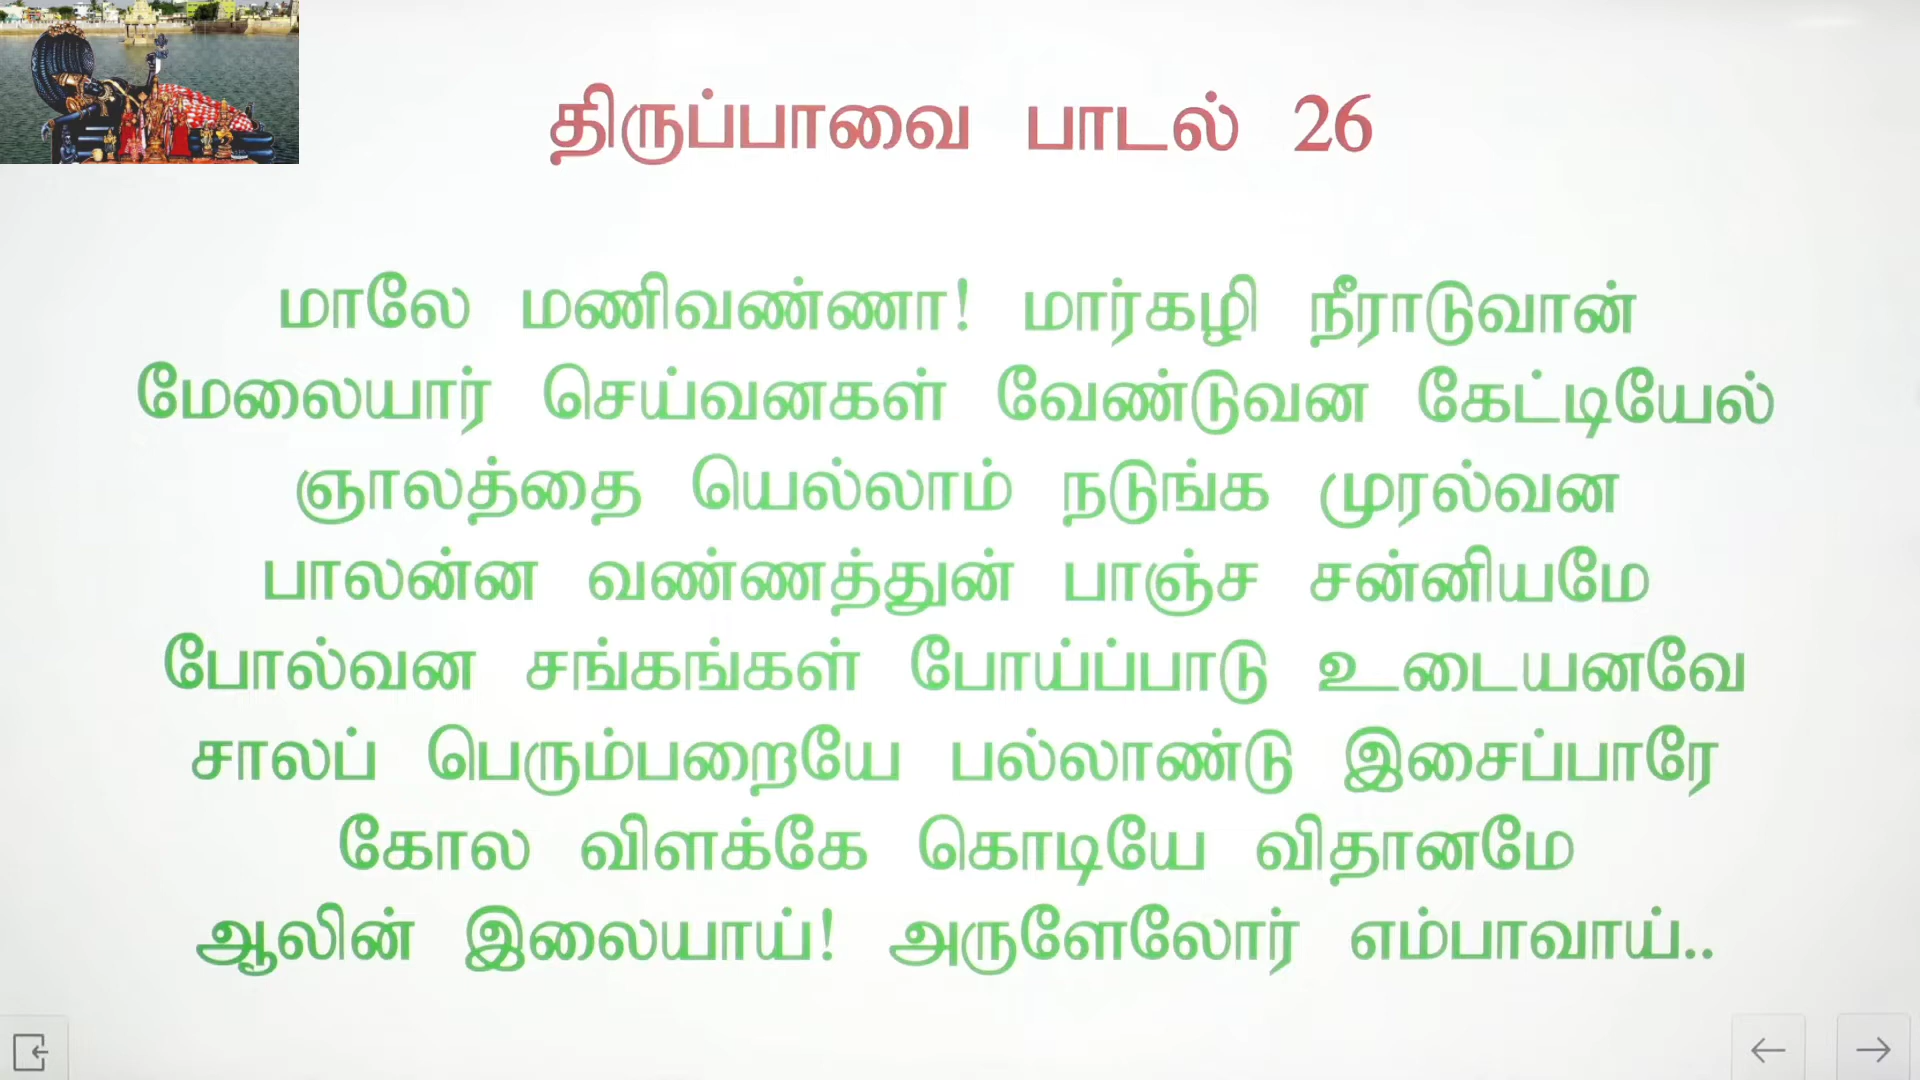 திருப்பாவை பாடல் 26
மாலே மணிவண்ணா! மார்கழி நீராடுவான்
மேலையார் செய்வனகள் வேண்டுவன கேட்டியேல்
ஞாலத்தை யெல்லாம் நடுங்க முரல்வன
பாலன்ன வண்ணத்துன் பாஞ்ச சன்னியமே
போல்வன சங்கங்கள் போய்ப்பாடு உடையனவே
சாலப் பெரும்பறையே பல்லாண்டு இசைப்பாரே
கோல விளக்கே கொடியே விதானமே
ஆலின் இலையாய்! அருளேலோர் எம்பாவாய்..